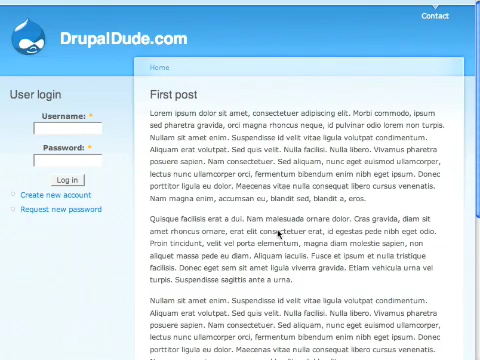 Contact
DrupalDude.com
Home
User login
Username: *
Password: *
Log in
Create new account
Request new password
First post
Lorem ipsum dolor sit amet, consectetuer adipiscing elit. Morbi commodo, ipsum
sed pharetra gravida, orci magna rhoncus neque, id pulvinar odio lorem non turpis.
Nullam sit amet enim. Suspendisse id velit vitae ligula volutpat condimentum.
Aliquam erat volutpat. Sed quis velit. Nulla facilisi. Nulla libero. Vivamus pharetra
posuere sapien. Nam consectetuer. Sed aliquam, nunc eget euismod ullamcorper,
lectus nunc ullamcorper orci, fermentum bibendum enim nibh eget ipsum. Donec
porttitor ligula eu dolor. Maecenas vitae nulla consequat libero cursus venenatis.
Nam magna enim, accumsan eu, blandit sed, blandit a, eros.
Quisque facilisis erat a dui. Nam malesuada ornare dolor. Cras gravida, diam sit
amet rhoncus ornare, erat elit consectetuer erat, id egestas pede nibh eget odio.
Proin tincidunt, velit vel porta elementum, magna diam molestie sapien, non
aliquet massa pede eu diam. Aliquam iaculis. Fusce et ipsum et nulla tristique
facilisis. Donec eget sem sit amet ligula viverra gravida. Etiam vehicula urna vel
turpis. Suspendisse sagittis ante a urna.
Nullam sit amet enim. Suspendisse id velit vitae ligula volutpat condimentum.
Aliquam erat volutpat. Sed quis velit. Nulla facilisi. Nulla libero. Vivamus pharetra
posuere sapien. Nam consectetuer. Sed aliquam, nunc eget euismod ullamcorper,
lectus nunc ullamcorper orci, fermentum bibendum enim nibh eget ipsum. Donec